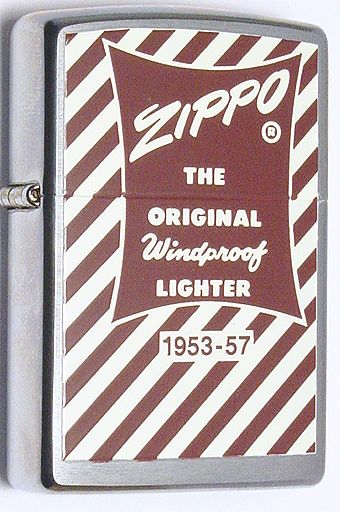 ZIPPO
®
THE
ORIGINAL
Windproof
LIGHTER
1953-57